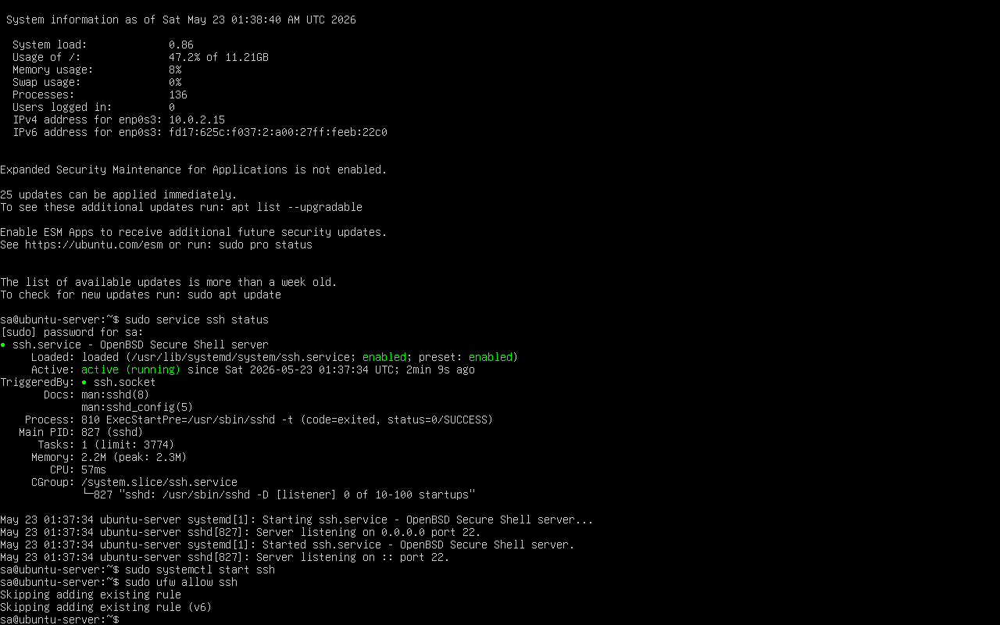 System information as of Sat May 23 01:38:40 AM UTC 2026
System load: 0.86
Usage of /: 47.2% of 11.21GB
Memory usage: 8%
Swap usage: 0%
Processes: 136
Users logged in: 0
IPv4 address for enp0s3: 10.0.2.15
IPv6 address for enp0s3: fd17:625c:f037:2:a00:27ff:feeb:22c0
Expanded Security Maintenance for Applications is not enabled.
25 updates can be applied immediately.
To see these additional updates run: apt list --upgradable
Enable ESM Apps to receive additional future security updates.
See https://ubuntu.com/esm or run: sudo pro status
The list of available updates is more than a week old.
To check for new updates run: sudo apt update
sa@ubuntu-server:~$ sudo service ssh status
[sudo] password for sa:
● ssh.service - OpenBSD Secure Shell server
Loaded: loaded (/usr/lib/systemd/system/ssh.service; enabled; preset: enabled)
Active: active (running) since Sat 2026-05-23 01:37:34 UTC; 2min 9s ago
TriggeredBy: ● ssh.socket
Docs: man:sshd(8)
man:sshd_config(5)
Process: 810 ExecStartPre=/usr/sbin/sshd -t (code=exited, status=0/SUCCESS)
Main PID: 827 (sshd)
Tasks: 1 (limit: 3774)
Memory: 2.2M (peak: 2.3M)
CPU: 57ms
CGroup: /system.slice/ssh.service
└─827 "sshd: /usr/sbin/sshd -D [listener] 0 of 10-100 startups"
May 23 01:37:34 ubuntu-server systemd[1]: Starting ssh.service - OpenBSD Secure Shell server...
May 23 01:37:34 ubuntu-server sshd[827]: Server listening on 0.0.0.0 port 22.
May 23 01:37:34 ubuntu-server systemd[1]: Started ssh.service - OpenBSD Secure Shell server.
May 23 01:37:34 ubuntu-server sshd[827]: Server listening on :: port 22.
sa@ubuntu-server:~$ sudo systemctl start ssh
sa@ubuntu-server:~$ sudo ufw allow ssh
Skipping adding existing rule
Skipping adding existing rule (v6)
sa@ubuntu-server:~$